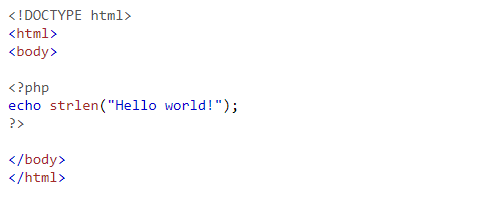 <!DOCTYPE html>
<html>
<body>

<?php
echo strlen("Hello world!");
?>

</body>
</html>